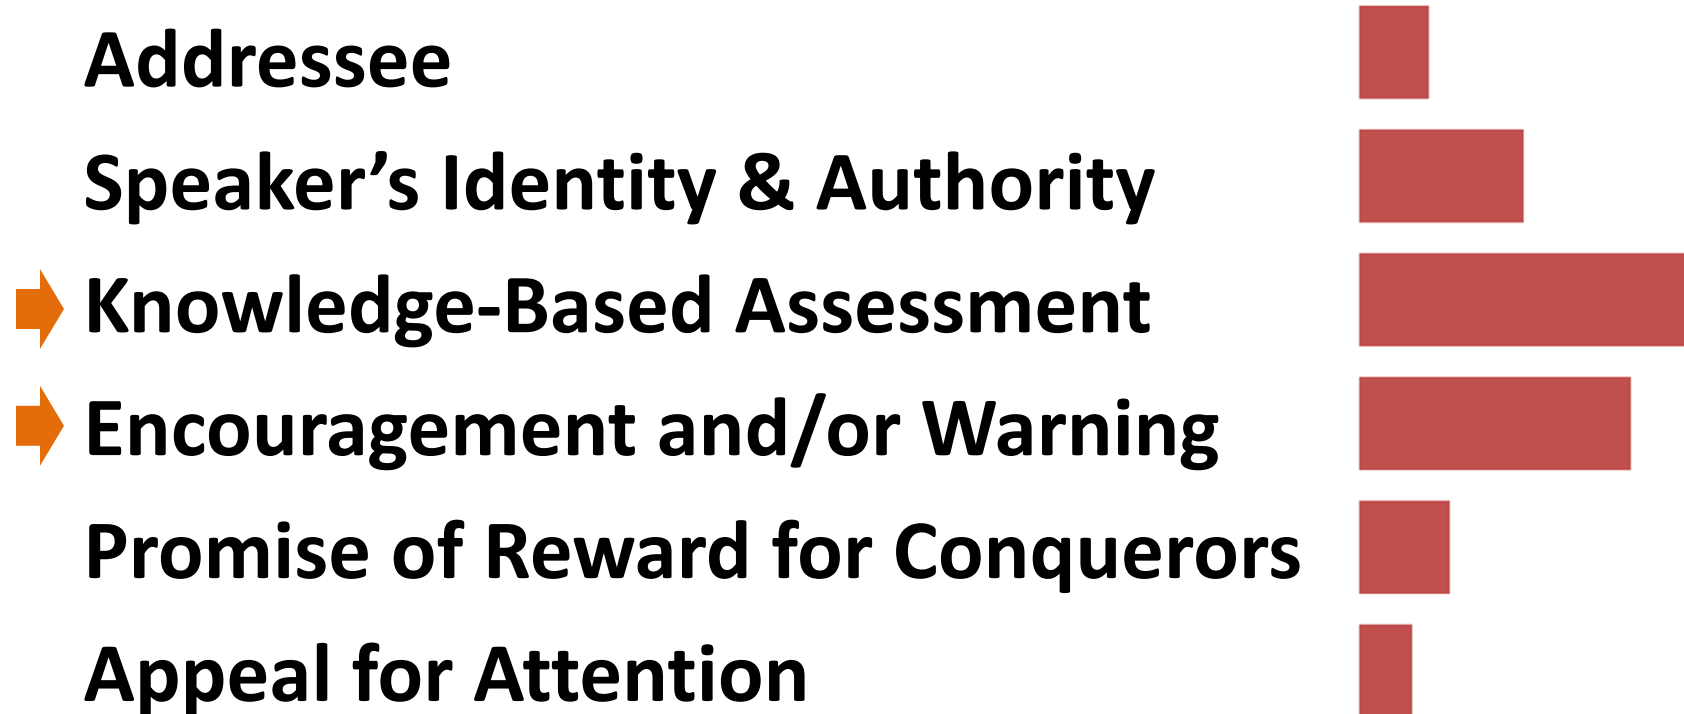 Addressee
Speaker’s Identity & Authority
Knowledge-Based Assessment
Encouragement and/or Warning
Promise of Reward for Conquerors
Appeal for Attention